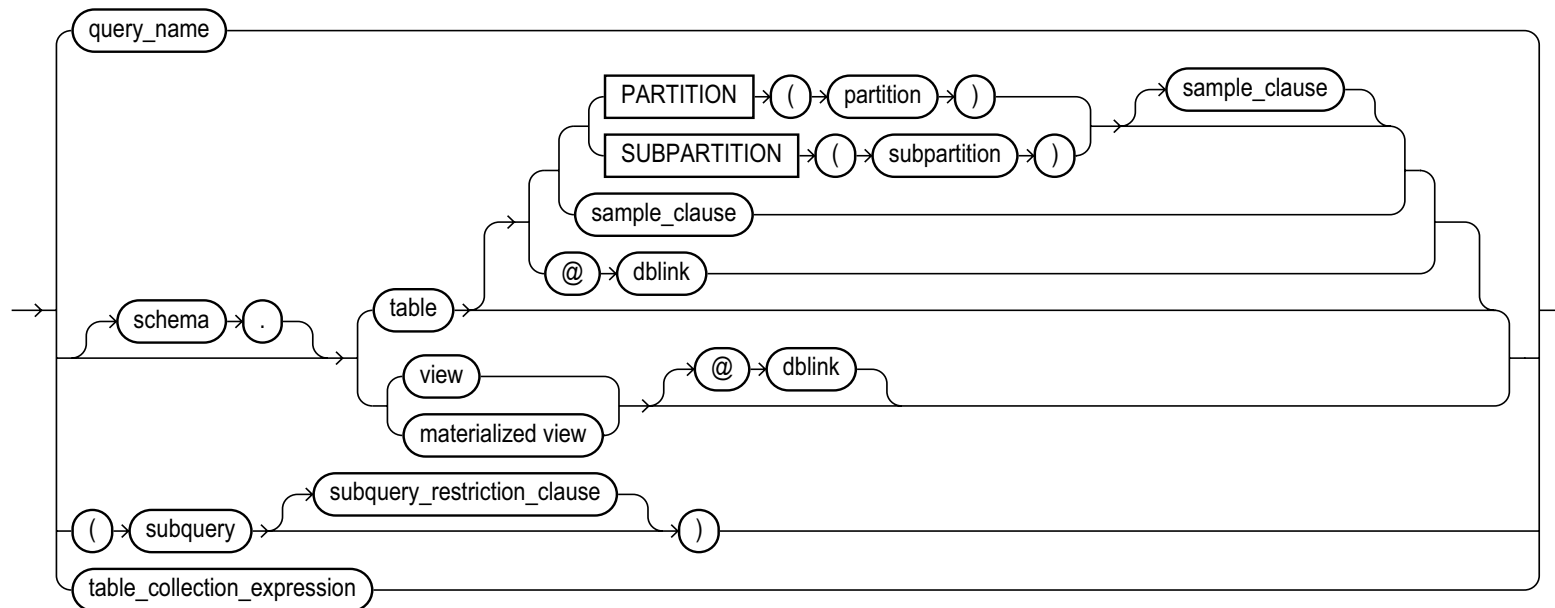 query_name
PARTITION ( partition ) sample_clause
SUBPARTITION ( subpartition )
sample_clause
@ dblink
schema . table
view @ dblink
materialized view
subquery_restriction_clause
( subquery )
table_collection_expression